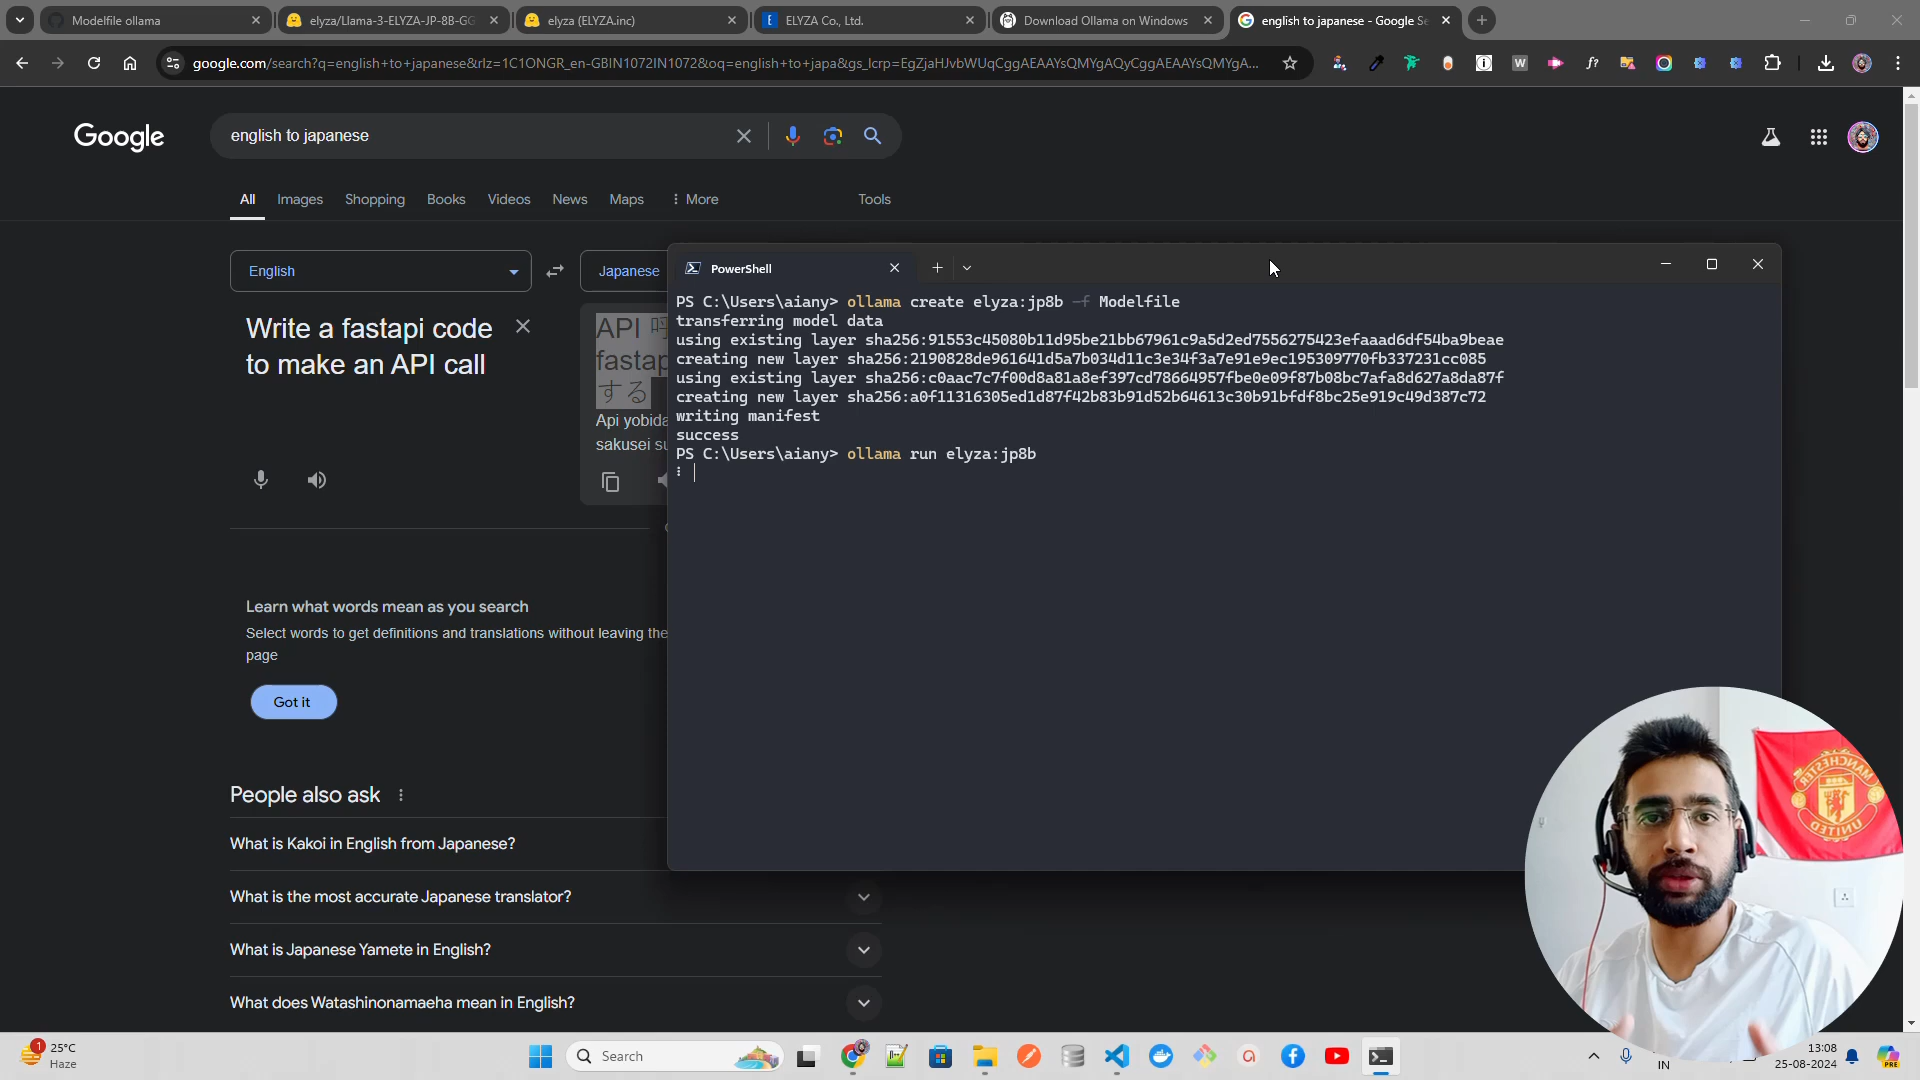 Modelfile ollama
elyza/Llama-3-ELYZA-JP-8B-GG
elyza (ELYZA.inc)
ELYZA Co., Ltd.
Download Ollama on Windows
english to japanese - Google Se
google.com/search?q=english+to+japanese&rlz=1C1ONGR_en-GBIN1072IN1072&oq=english+to+japa&gs_lcrp=EgZjaHJvbWUqCggAEAAYsQMYgAQyCggAEAAYsQMYgA...
Google
english to japanese
All
Images
Shopping
Books
Videos
News
Maps
More
Tools
English
Japanese
Write a fastapi code
to make an API call
API 呼
fastap
する
Api yobida
sakusei su
Learn what words mean as you search
Select words to get definitions and translations without leaving the
page
Got it
People also ask
What is Kakoi in English from Japanese?
What is the most accurate Japanese translator?
What is Japanese Yamete in English?
What does Watashinonamaeha mean in English?
PowerShell
PS C:\Users\aiany> ollama create elyza:jp8b -f Modelfile
transferring model data
using existing layer sha256:91553c45080b11d95be21bb67961c9a5d2ed7556275423efaaad6df54ba9beae
creating new layer sha256:2190828de961641d5a7b034d11c3e34f3a7e91e9ec195309770fb337231cc085
using existing layer sha256:c0aac7c7f00d8a81a8ef397cd78664957fbe0e09f87b08bc7afa8d627a8da87f
creating new layer sha256:a0f11316305ed1d87f42b83b91d52b64613c30b91bfdf8bc25e919c49d387c72
writing manifest
success
PS C:\Users\aiany> ollama run elyza:jp8b
MANCHESTER
UNITED
1
25°C
Haze
Search
IN
13:08
25-08-2024
PRE